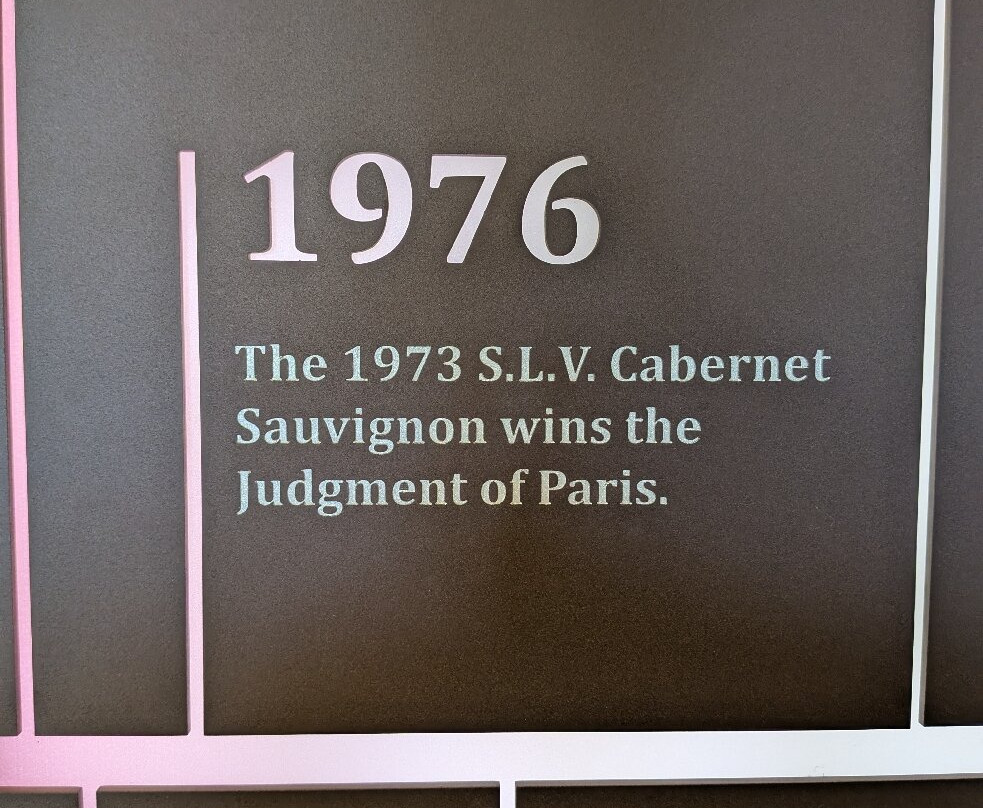 1976
The 1973 S.L.V. Cabernet
Sauvignon wins the
Judgment of Paris.